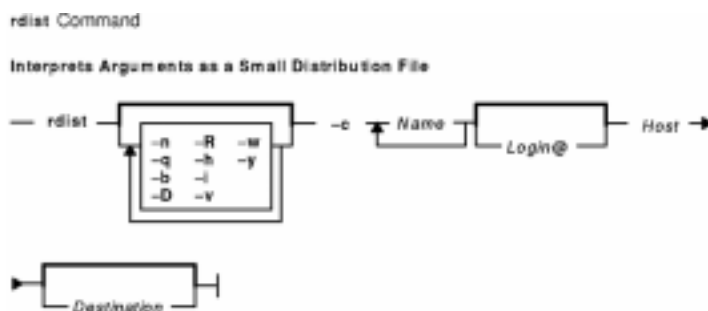 rdist Command
Interprets Arguments as a Small Distribution File
rdist
-n -R -w
-q -h -y
-b -i
-D -v
-c Name Login@ Host
Destination